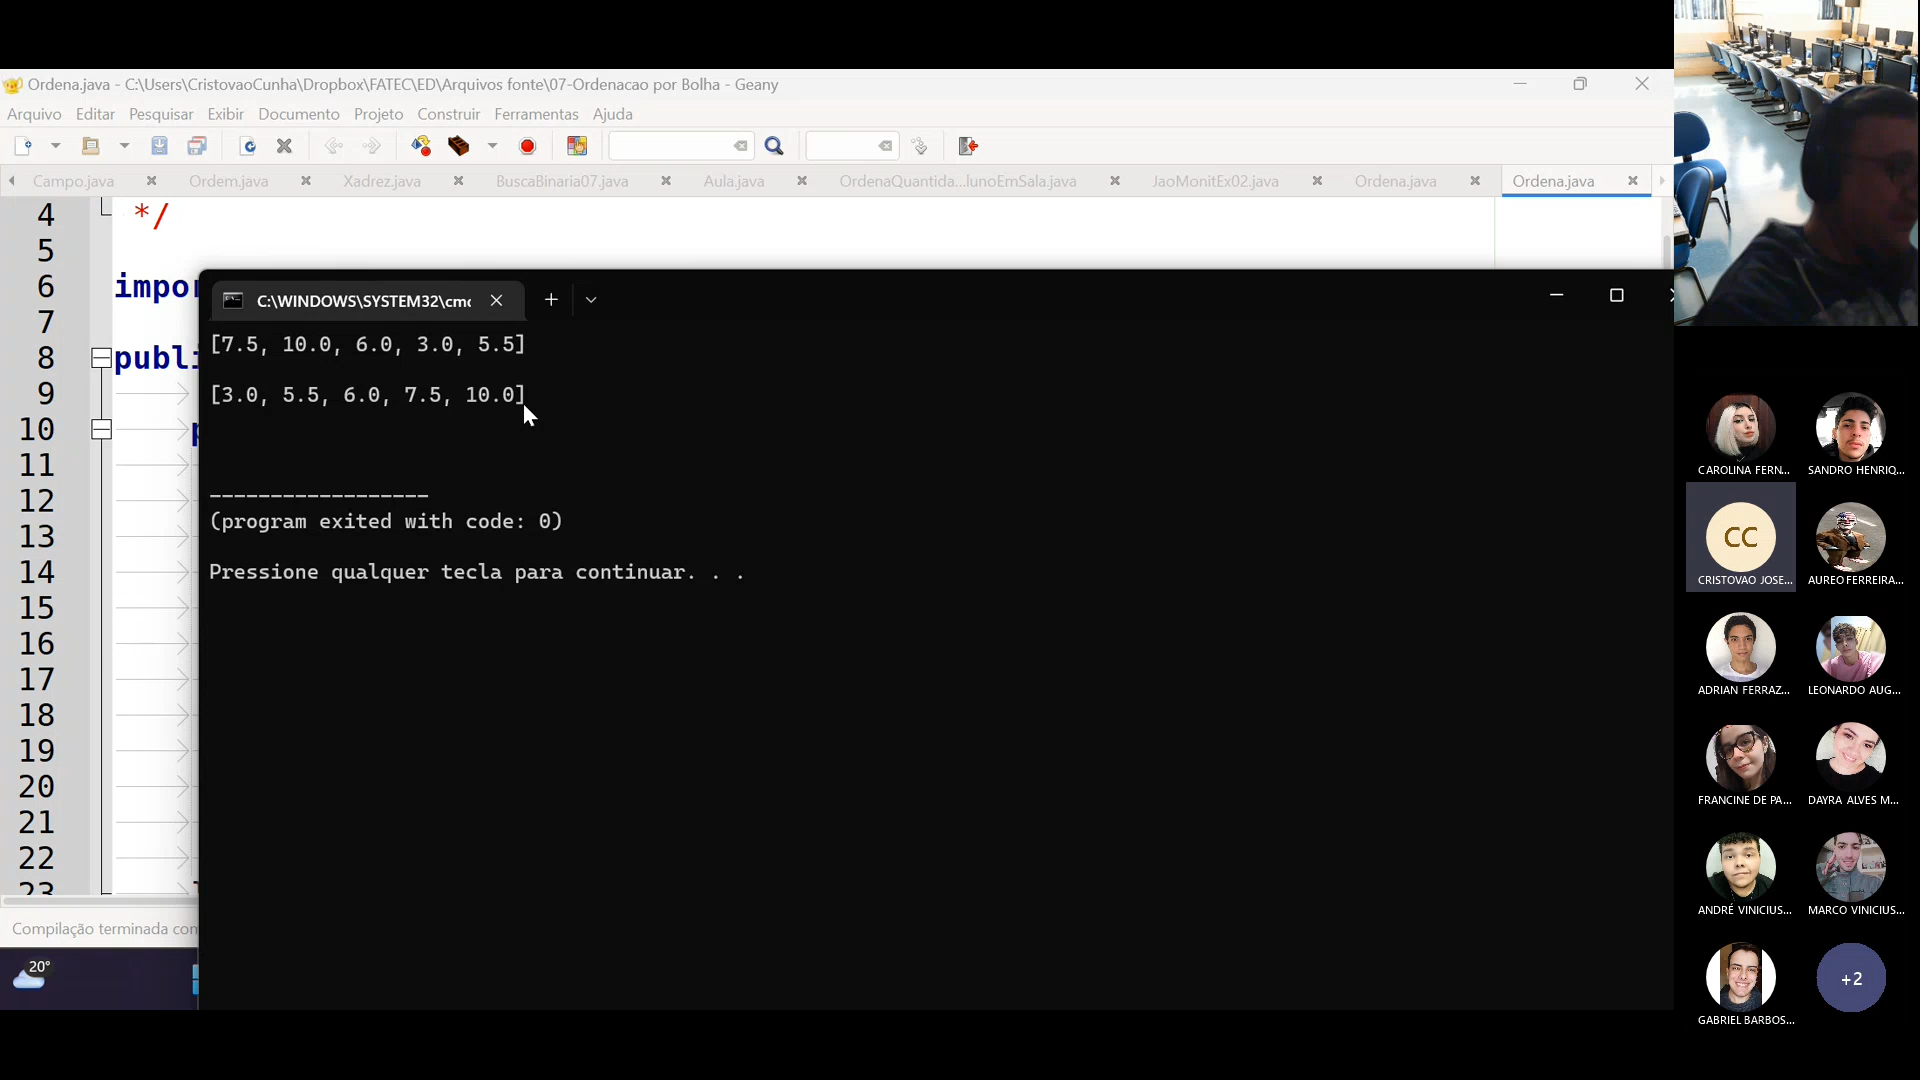 Ordena.java - C:\Users\CristovaoCunha\Dropbox\FATEC\ED\Arquivos fonte\07-Ordenacao por Bolha - Geany
Arquivo Editar Pesquisar Exibir Documento Projeto Construir Ferramentas Ajuda
Campo.java Ordem.java Xadrez.java BuscaBinaria07.java Aula.java OrdenaQuantida...lunoEmSala.java JaoMonitEx02.java Ordena.java Ordena.java
4 */
5
6 impor
7
8 publi
9
10 p
11
12
13
14
15
16
17
18
19
20
21
22
23
C:\WINDOWS\SYSTEM32\cm
[7.5, 10.0, 6.0, 3.0, 5.5]
[3.0, 5.5, 6.0, 7.5, 10.0]
------------------
(program exited with code: 0)
Pressione qualquer tecla para continuar. . .
Compilação terminada con
20°
CAROLINA FERN...
SANDRO HENRIQ...
CC
CRISTOVAO JOSE...
AUREO FERREIRA...
ADRIAN FERRAZ...
LEONARDO AUG...
FRANCINE DE PA...
DAYRA ALVES M...
ANDRÉ VINICIUS...
MARCO VINICIUS...
GABRIEL BARBOS...
+2